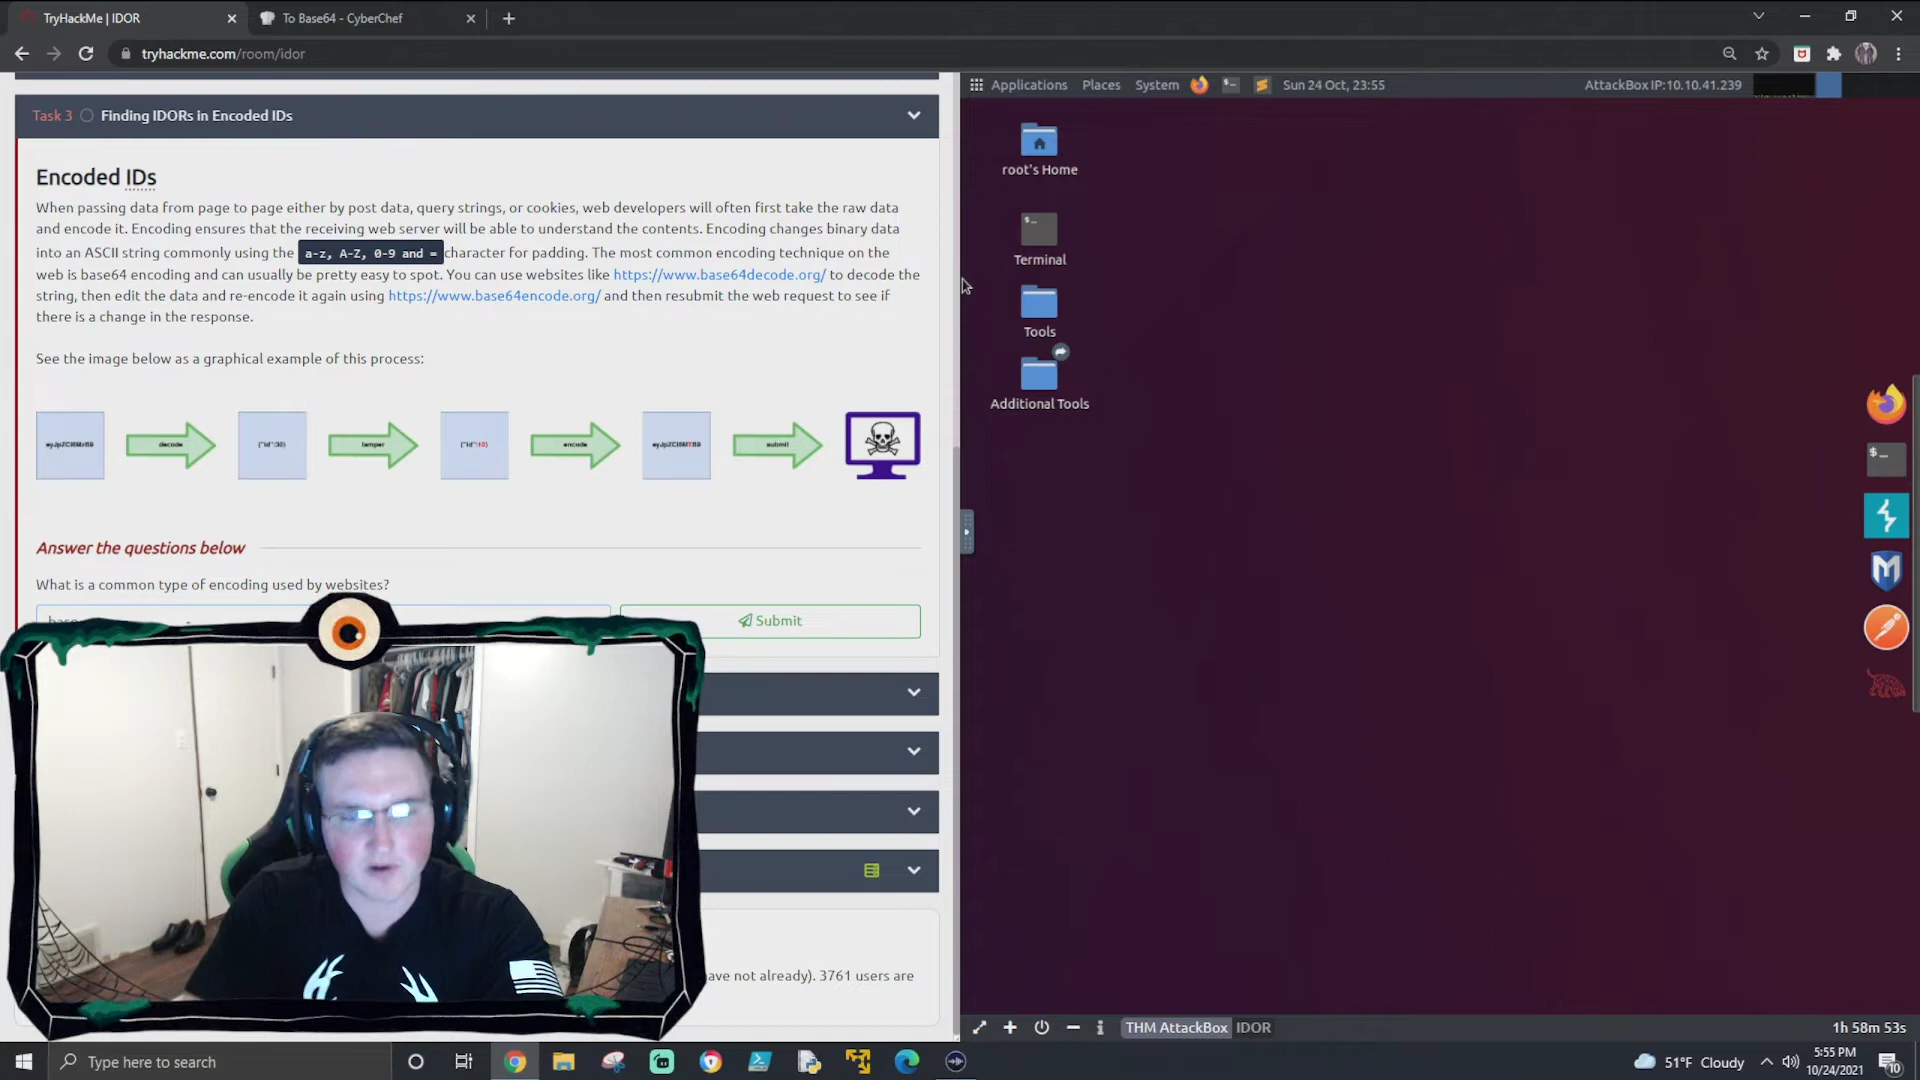 TryHackMe | IDOR
To Base64 - CyberChef
tryhackme.com/room/idor
Task 3
Finding IDORs in Encoded IDs
Encoded IDs
When passing data from page to page either by post data, query strings, or cookies, web developers will often first take the raw data
and encode it. Encoding ensures that the receiving web server will be able to understand the contents. Encoding changes binary data
into an ASCII string commonly using the a-z, A-Z, 0-9 and = character for padding. The most common encoding technique on the
web is base64 encoding and can usually be pretty easy to spot. You can use websites like https://www.base64decode.org/ to decode the
string, then edit the data and re-encode it again using https://www.base64encode.org/ and then resubmit the web request to see if
there is a change in the response.
See the image below as a graphical example of this process:
decode
{"id":30}
tamper
{"id":10}
encode
submit
Answer the questions below
What is a common type of encoding used by websites?
Submit
have not already). 3761 users are
Applications
Places
System
Sun 24 Oct, 23:55
AttackBox IP:10.10.41.239
root's Home
Terminal
Tools
Additional Tools
THM AttackBox
IDOR
1h 58m 53s
Type here to search
51°F Cloudy
5:55 PM
10/24/2021
10